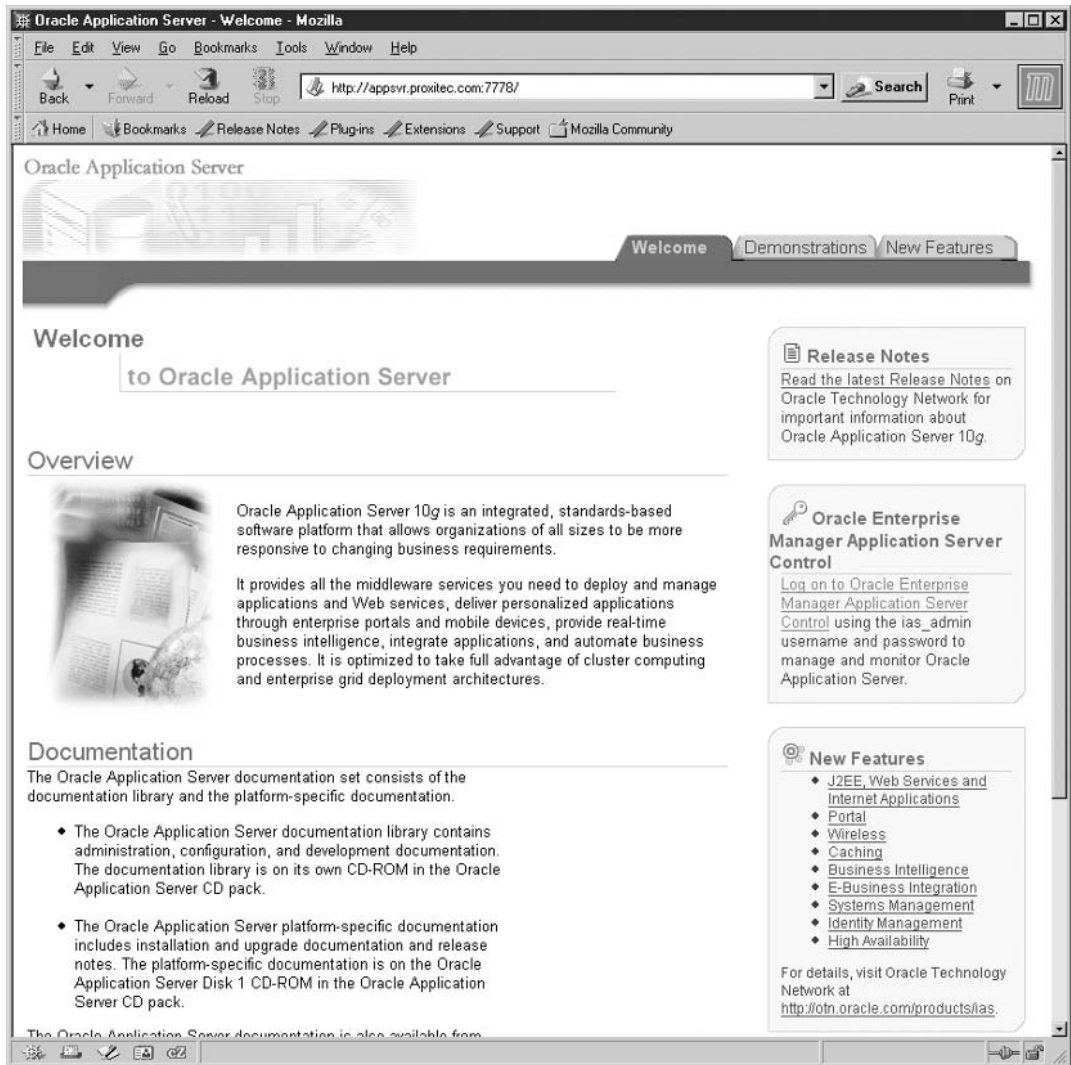 Oracle Application Server - Welcome - Mozilla
File Edit View Go Bookmarks Tools Window Help
Back Forward Reload Stop http://appsvr.proxitec.com:7778/ Search Print
Home Bookmarks Release Notes Plug-ins Extensions Support Mozilla Community
Oracle Application Server
Welcome Demonstrations New Features
Welcome
to Oracle Application Server
Overview
Oracle Application Server 10g is an integrated, standards-based
software platform that allows organizations of all sizes to be more
responsive to changing business requirements.
It provides all the middleware services you need to deploy and manage
applications and Web services, deliver personalized applications
through enterprise portals and mobile devices, provide real-time
business intelligence, integrate applications, and automate business
processes. It is optimized to take full advantage of cluster computing
and enterprise grid deployment architectures.
Documentation
The Oracle Application Server documentation set consists of the
documentation library and the platform-specific documentation.
The Oracle Application Server documentation library contains
administration, configuration, and development documentation.
The documentation library is on its own CD-ROM in the Oracle
Application Server CD pack.
The Oracle Application Server platform-specific documentation
includes installation and upgrade documentation and release
notes. The platform-specific documentation is on the Oracle
Application Server Disk 1 CD-ROM in the Oracle Application
Server CD pack.
The Oracle Application Server documentation is also available from
Release Notes
Read the latest Release Notes on
Oracle Technology Network for
important information about
Oracle Application Server 10g.
Oracle Enterprise
Manager Application Server
Control
Log on to Oracle Enterprise
Manager Application Server
Control using the ias_admin
username and password to
manage and monitor Oracle
Application Server.
New Features
J2EE, Web Services and
Internet Applications
Portal
Wireless
Caching
Business Intelligence
E-Business Integration
Systems Management
Identity Management
High Availability
For details, visit Oracle Technology
Network at
http://otn.oracle.com/products/ias.